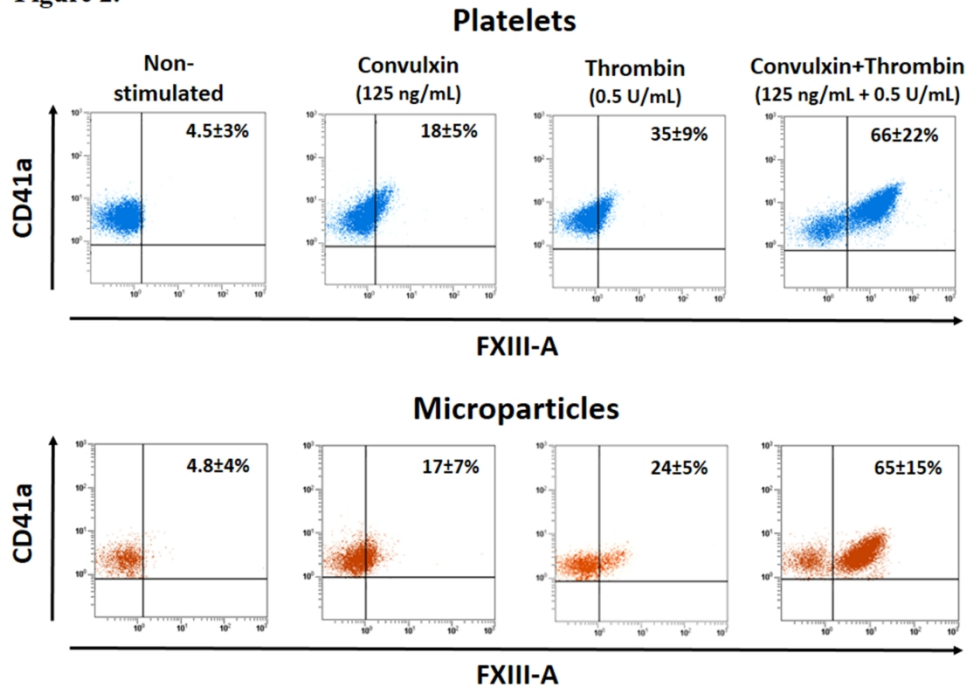 Figure 2.
Platelets
Non-
stimulated
Convulxin
(125 ng/mL)
Thrombin
(0.5 U/mL)
Convulxin+Thrombin
(125 ng/mL + 0.5 U/mL)
CD41a
4.5±3%
18±5%
35±9%
66±22%
FXIII-A
Microparticles
CD41a
4.8±4%
17±7%
24±5%
65±15%
FXIII-A